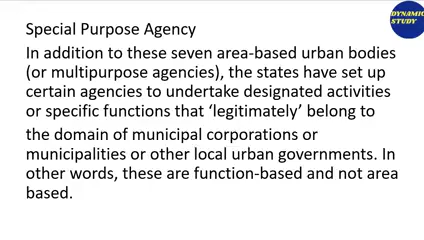 DYNAMIC
STUDY
Special Purpose Agency
In addition to these seven area-based urban bodies
(or multipurpose agencies), the states have set up
certain agencies to undertake designated activities
or specific functions that ‘legitimately’ belong to
the domain of municipal corporations or
municipalities or other local urban governments. In
other words, these are function-based and not area
based.